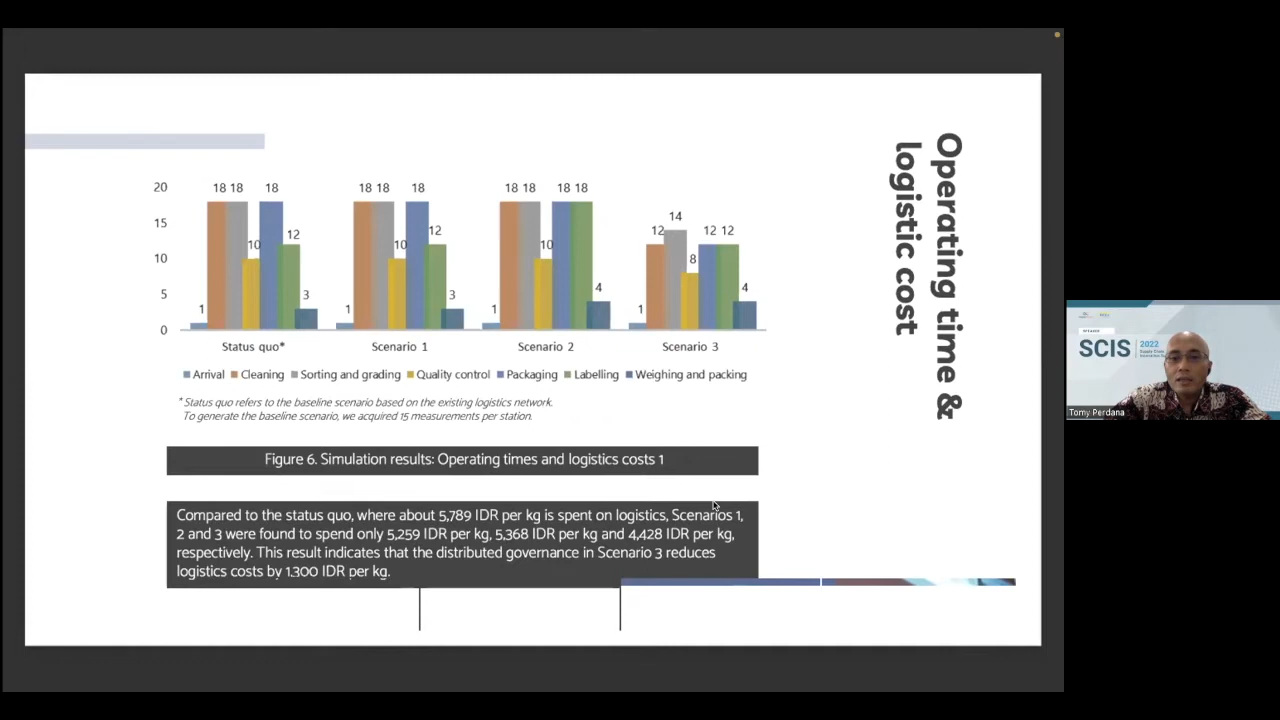 Operating time &
logistic cost
20
15
10
5
0
1 18 18 10 18 12 3
1 18 18 10 18 12 3
1 18 18 10 18 18 4
1 12 14 8 12 12 4
Status quo* Scenario 1 Scenario 2 Scenario 3
Arrival Cleaning Sorting and grading Quality control Packaging Labelling Weighing and packing
* Status quo refers to the baseline scenario based on the existing logistics network.
To generate the baseline scenario, we acquired 15 measurements per station.
Figure 6. Simulation results: Operating times and logistics costs 1
Compared to the status quo, where about 5,789 IDR per kg is spent on logistics, Scenarios 1,
2 and 3 were found to spend only 5,259 IDR per kg, 5,368 IDR per kg and 4,428 IDR per kg,
respectively. This result indicates that the distributed governance in Scenario 3 reduces
logistics costs by 1,300 IDR per kg.
SPEAKER
SCIS 2022
Supply Chain
Tomy Perdana